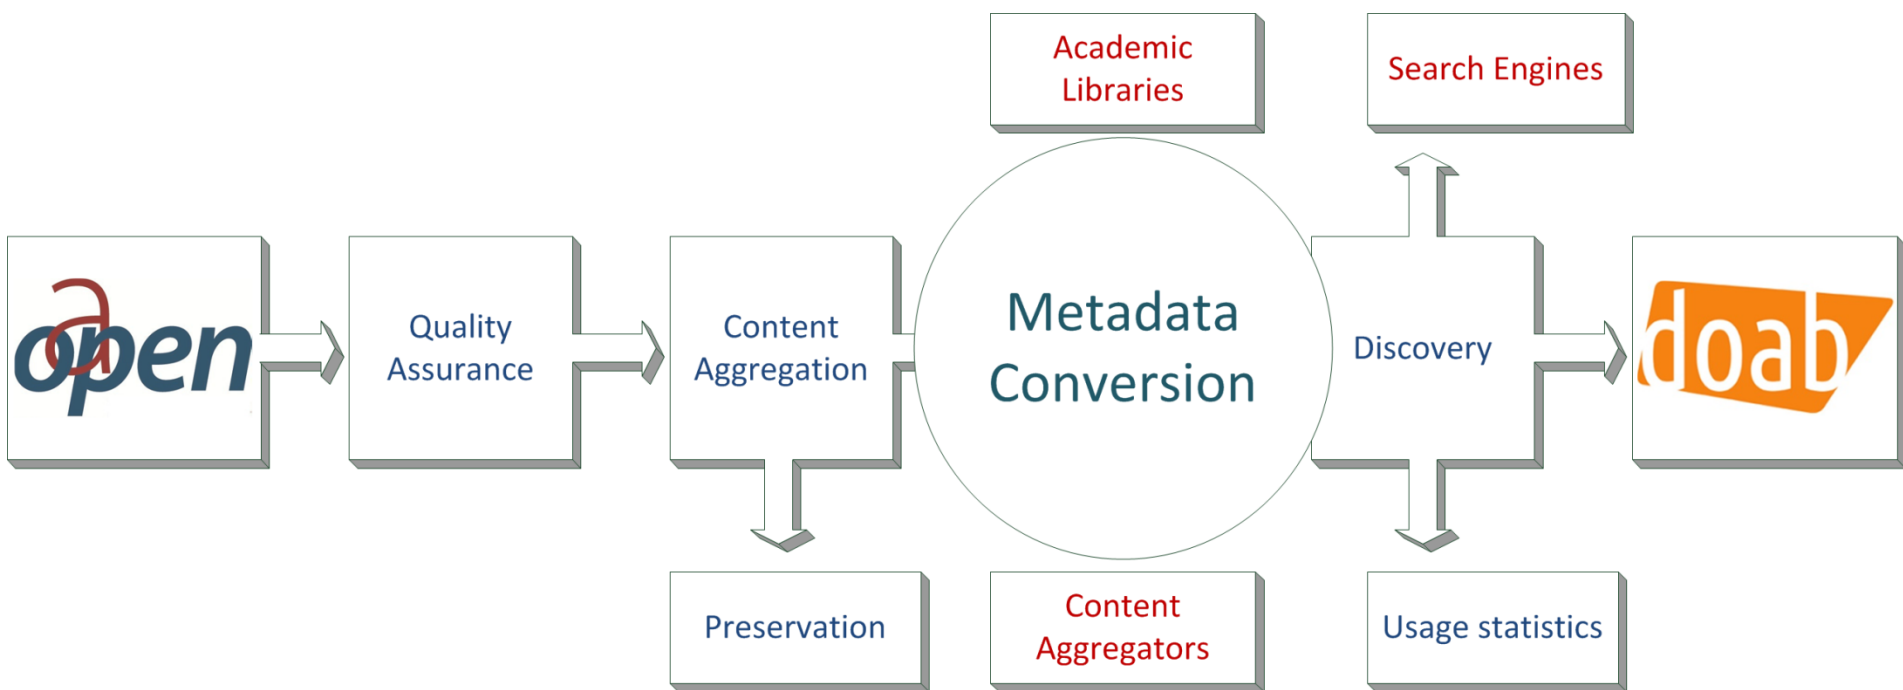 Academic
Libraries
Search Engines
oapen
Quality
Assurance
Content
Aggregation
Metadata
Conversion
Discovery
doab
Preservation
Content
Aggregators
Usage statistics